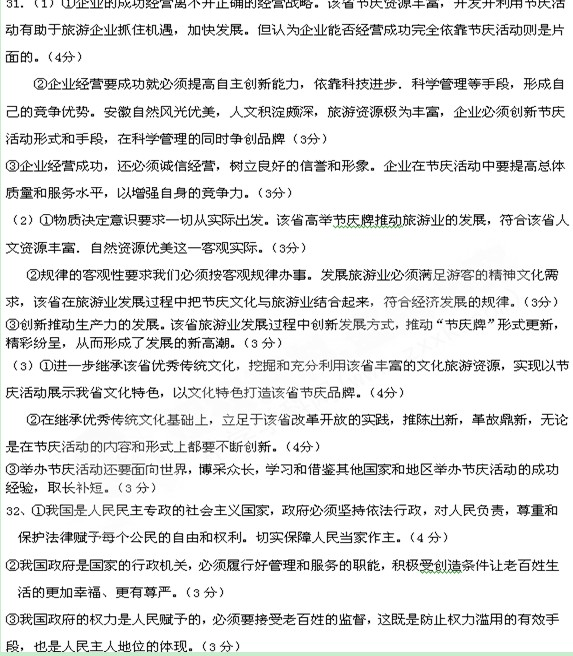 31．（1）①企业的成功经营离不开正确的经营战略。该省节庆资源丰富，开发并利用节庆活
动有助于旅游企业抓住机遇，加快发展。但认为企业能否经营成功完全依靠节庆活动则是片
面的。（4分）
②企业经营要成功就必须提高自主创新能力，依靠科技进步．科学管理等手段，形成自
己的竞争优势。安徽自然风光优美，人文积淀颇深，旅游资源极为丰富，企业必须创新节庆
活动形式和手段，在科学管理的同时争创品牌（3分）
③企业经营成功，还必须诚信经营，树立良好的信誉和形象。企业在节庆活动中要提高总体
质量和服务水平，以增强自身的竞争力。（3分）
（2）①物质决定意识要求一切从实际出发。该省高举节庆牌推动旅游业的发展，符合该省人
文资源丰富．自然资源优美这一客观实际。（3分）
②规律的客观性要求我们必须按客观规律办事。发展旅游业必须满足游客的精神文化需
求，该省在旅游业发展过程中把节庆文化与旅游业结合起来，符合经济发展的规律。（3分）
③创新推动生产力的发展。该省旅游业发展过程中创新发展方式，推动“节庆牌”形式更新，
精彩纷呈，从而形成了发展的新高潮。（3 分）
（3）①进一步继承该省优秀传统文化，挖掘和充分利用该省丰富的文化旅游资源，实现以节
庆活动展示我省文化特色，以文化特色打造该省节庆品牌。（4分）
②在继承优秀传统文化基础上，立足于该省改革开放的实践，推陈出新，革故鼎新，无论
是在节庆活动的内容和形式上都要不断创新。（4分）
③举办节庆活动还要面向世界，博采众长，学习和借鉴其他国家和地区举办节庆活动的成功
经验，取长补短。（3 分）
32、①我国是人民民主专政的社会主义国家，政府必须坚持依法行政，对人民负责，尊重和
保护法律赋予每个公民的自由和权利。切实保障人民当家作主。（4 分）
②我国政府是国家的行政机关，必须履行好管理和服务的职能，积极受创造条件让老百姓生
活的更加幸福、更有尊严。（3 分）
③我国政府的权力是人民赋予的，必须要接受老百姓的监督，这既是防止权力滥用的有效手
段，也是人民主人地位的体现。（3 分）